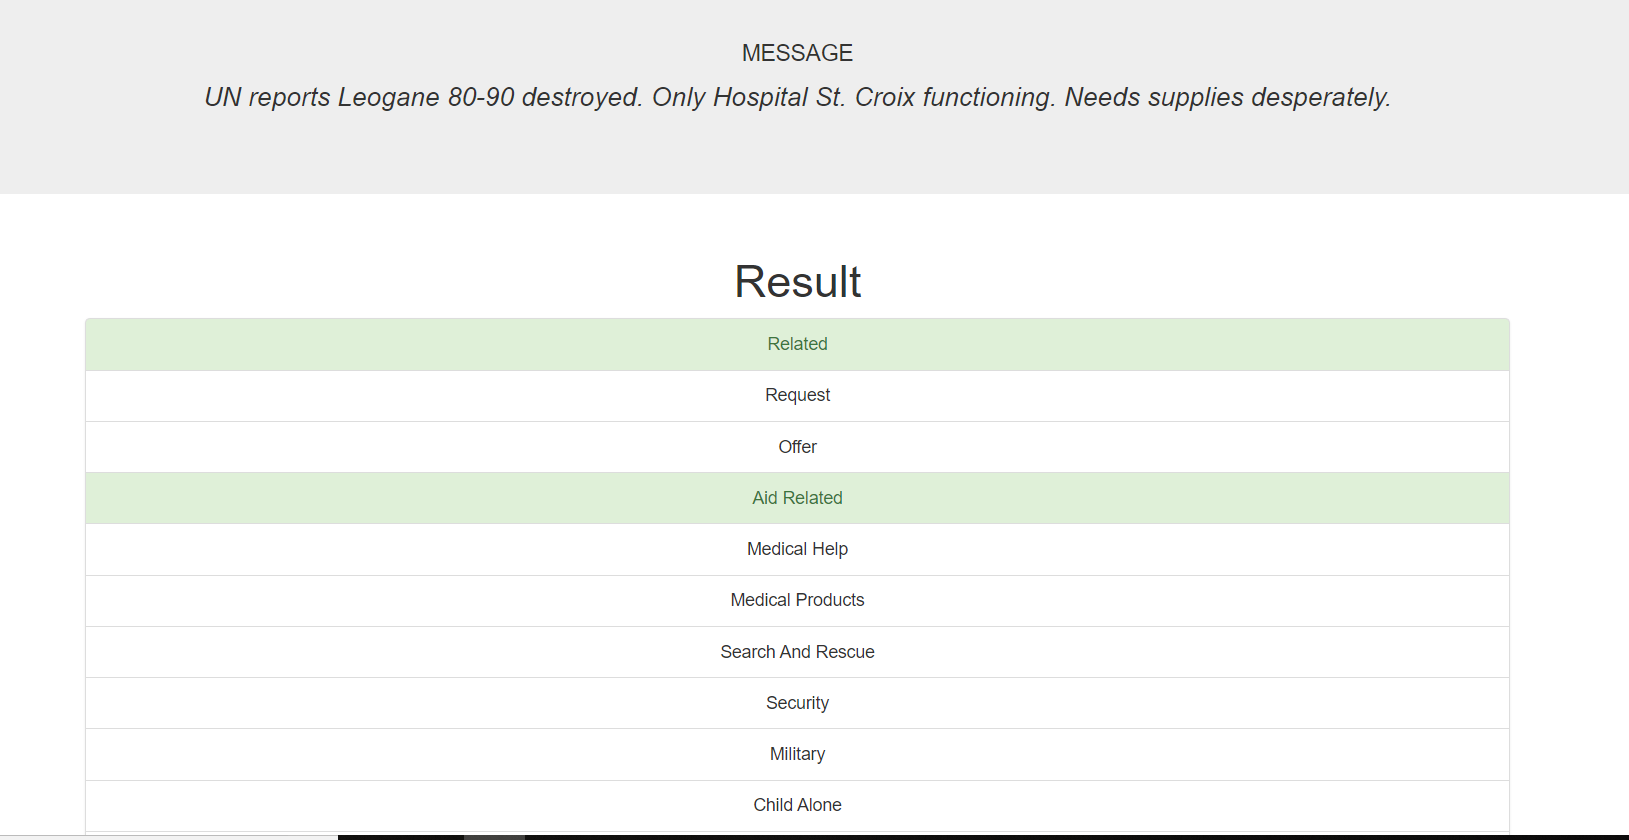 MESSAGE
UN reports Leogane 80-90 destroyed. Only Hospital St. Croix functioning. Needs supplies desperately.
Result
Related
Request
Offer
Aid Related
Medical Help
Medical Products
Search And Rescue
Security
Military
Child Alone